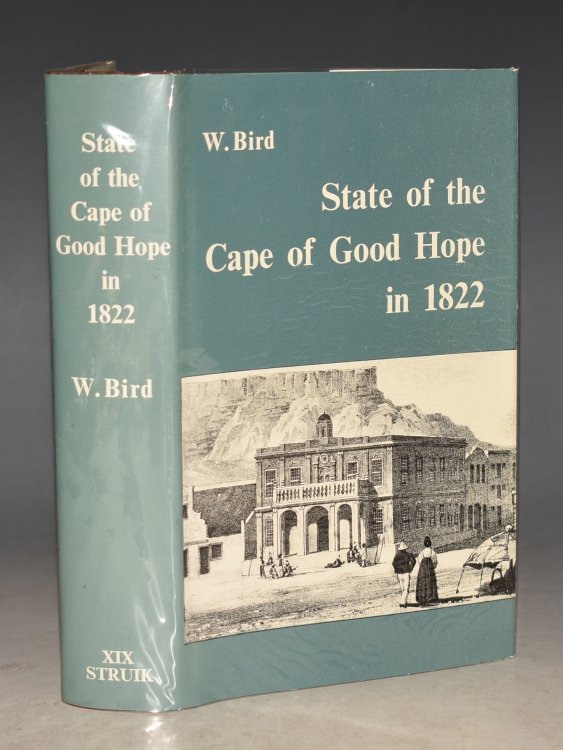 State
of the
Cape of
Good Hope
in
1822
W. Bird
XIX
STRUIK
W. Bird
State of the
Cape of Good Hope
in 1822